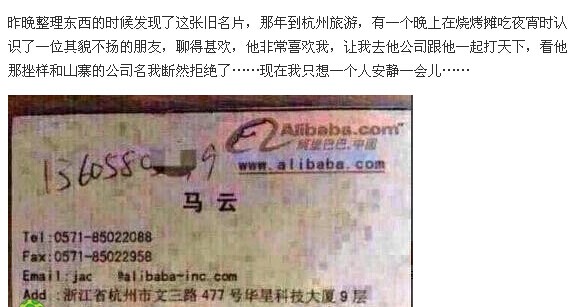 昨晚整理东西的时候发现了这张旧名片，那年到杭州旅游，有一个晚上在烧烤摊吃夜宵时认
识了一位其貌不扬的朋友，聊得甚欢，他非常喜欢我，让我去他公司跟他一起打天下，看他
那挫样和山寨的公司名我断然拒绝了……现在我只想一个人安静一会儿……
Alibaba.com
阿里巴巴.中国
www.alibaba.com
马云
Tel:0571-85022088
Fax:0571-85022958
Email:jac @alibaba-inc.com
Add:浙江省杭州市文三路477号华星科技大厦9层